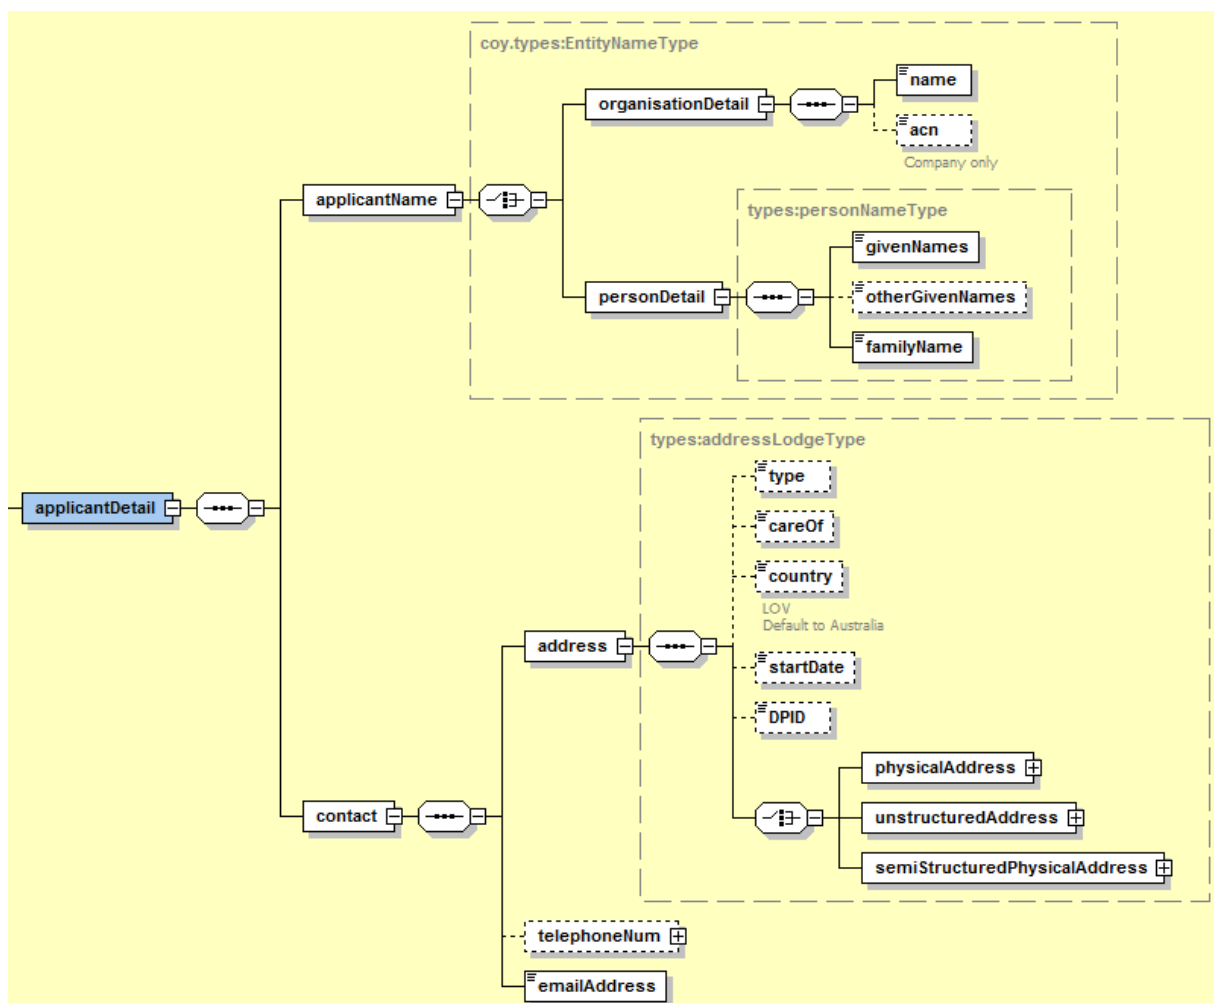 coy.types:EntityNameType
organisationDetail
name
acn
Company only
applicantName
types:personNameType
givenNames
personDetail
otherGivenNames
familyName
types:addressLodgeType
type
applicantDetail
careOf
country
LOV
Default to Australia
address
startDate
DPID
physicalAddress
contact
unstructuredAddress
semiStructuredPhysicalAddress
telephoneNum
emailAddress